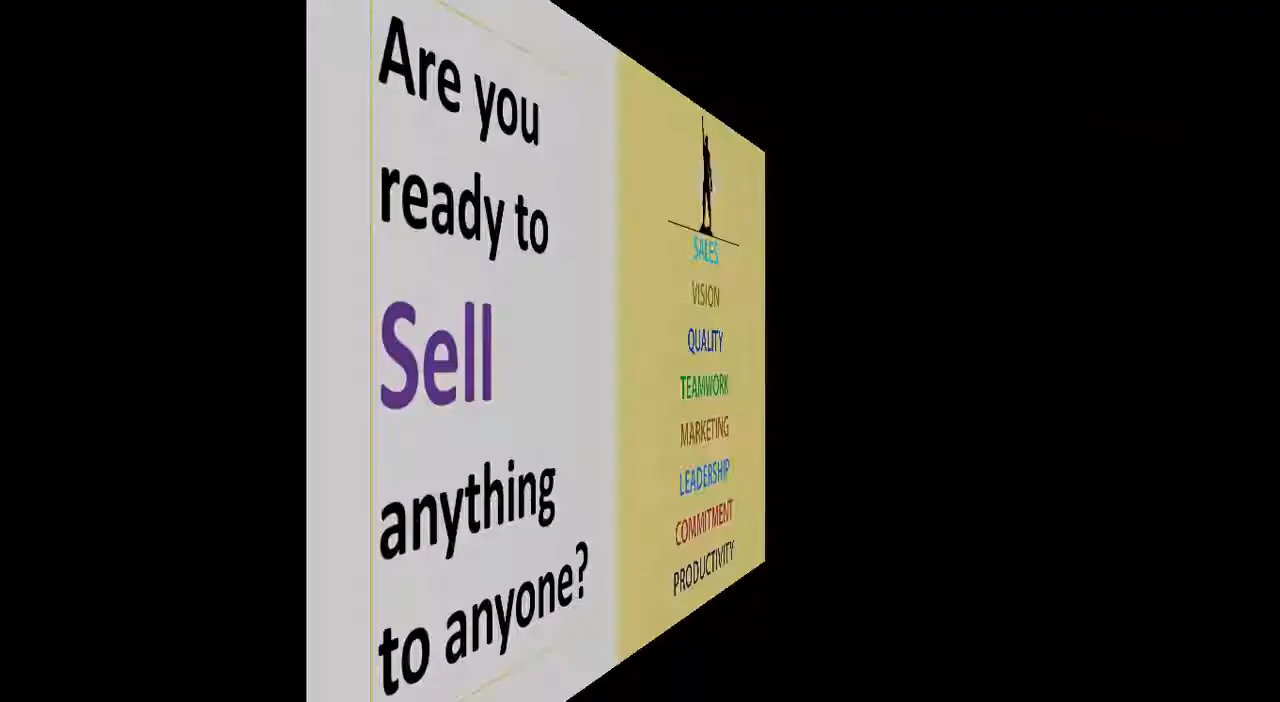 Are you
ready to
Sell
anything
to anyone?
SALES
VISION
QUALITY
TEAMWORK
MARKETING
LEADERSHIP
COMMITMENT
PRODUCTIVITY